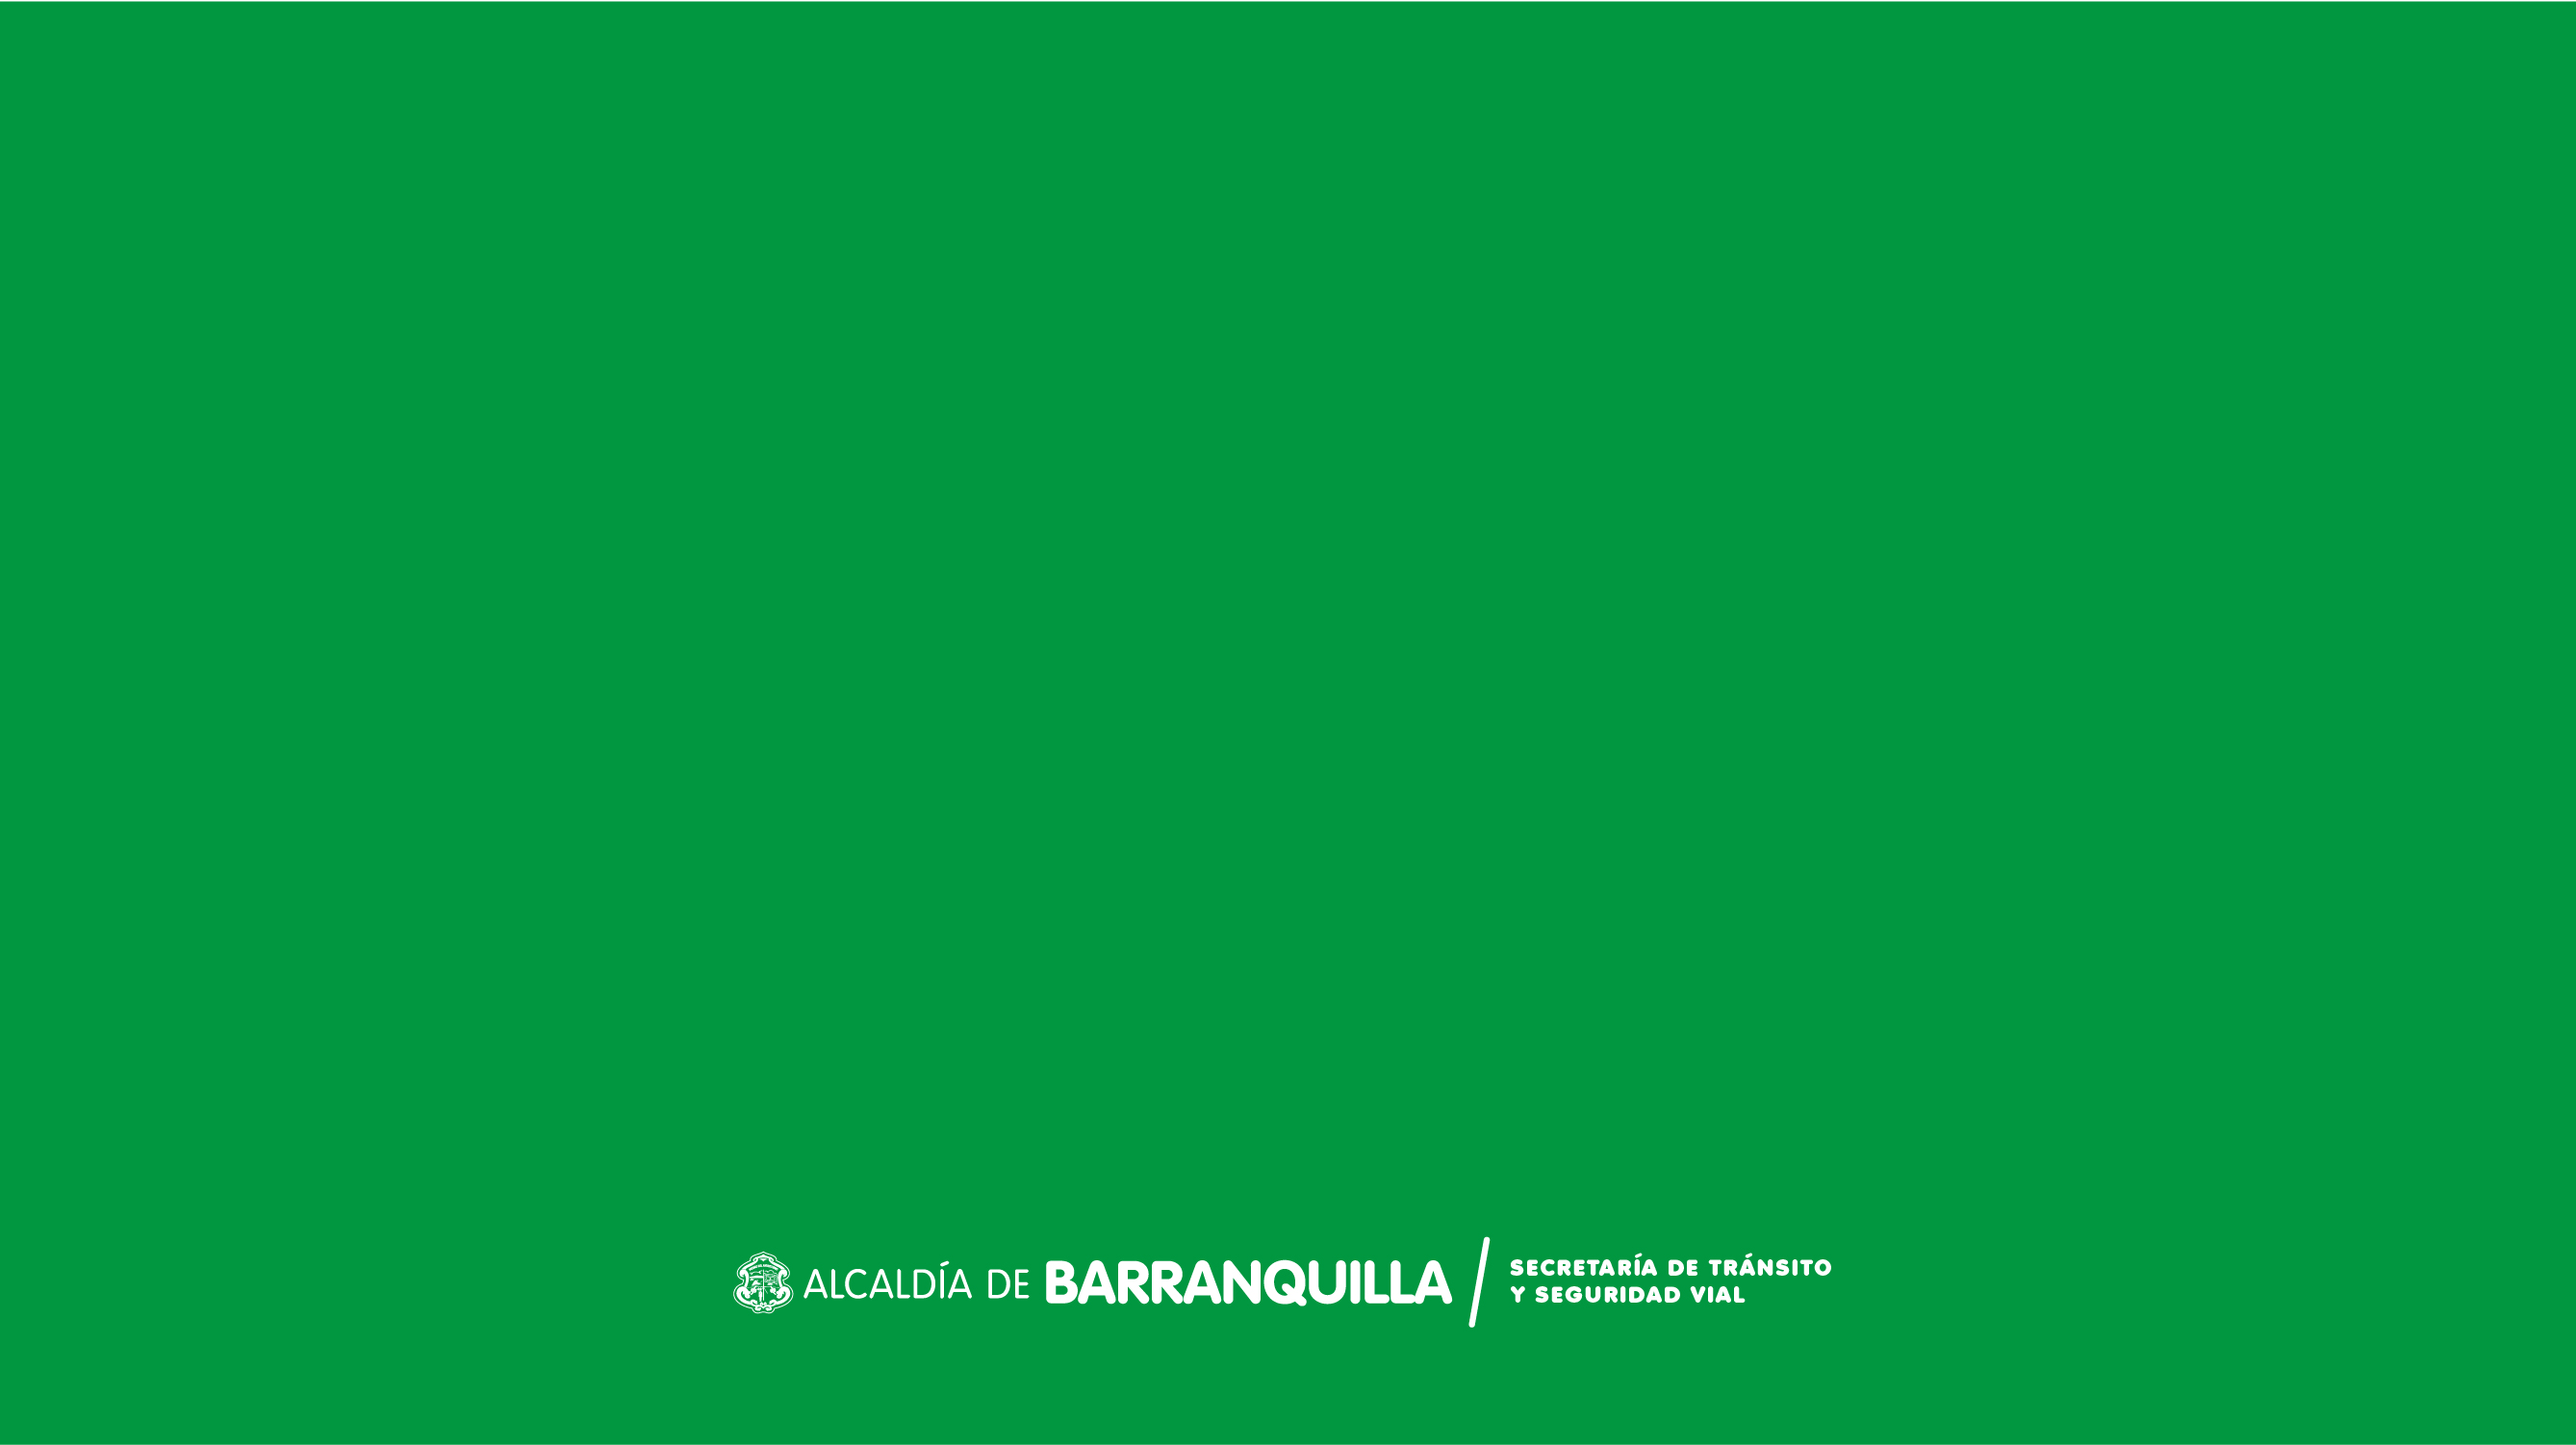 ALCALDÍA DE BARRANQUILLA
SECRETARÍA DE TRÁNSITO
Y SEGURIDAD VIAL